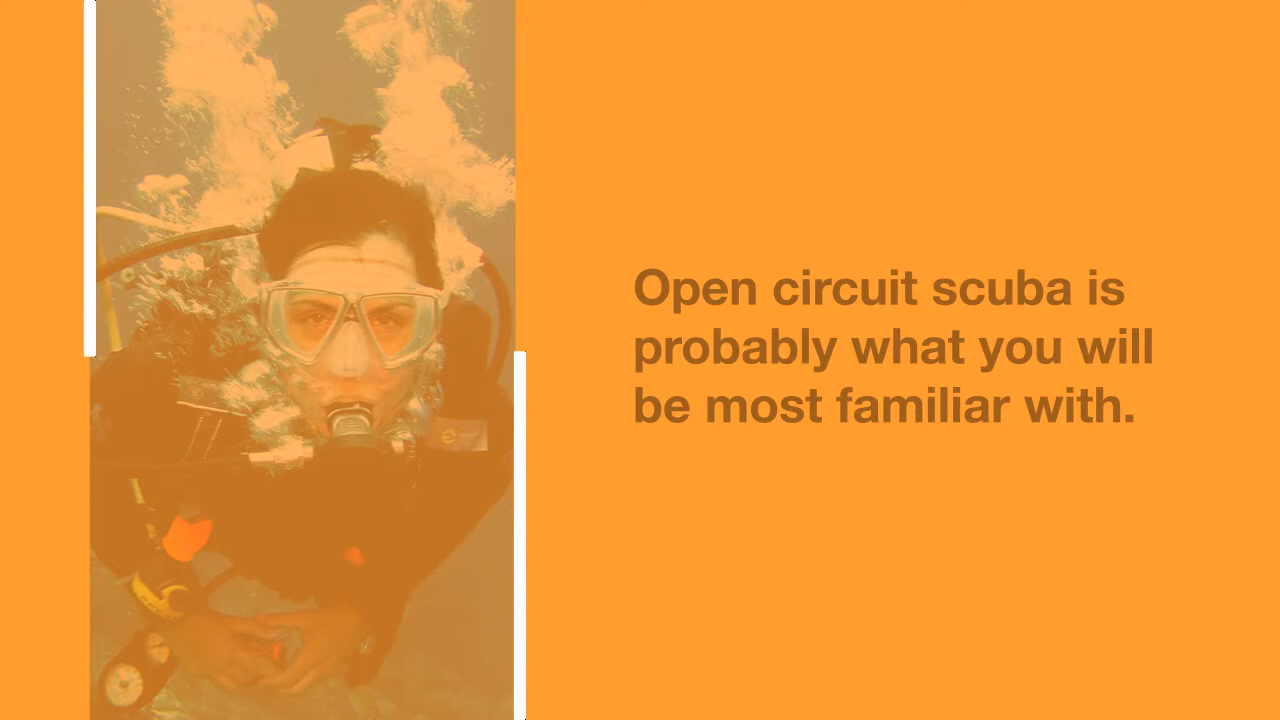 Open circuit scuba is
probably what you will
be most familiar with.